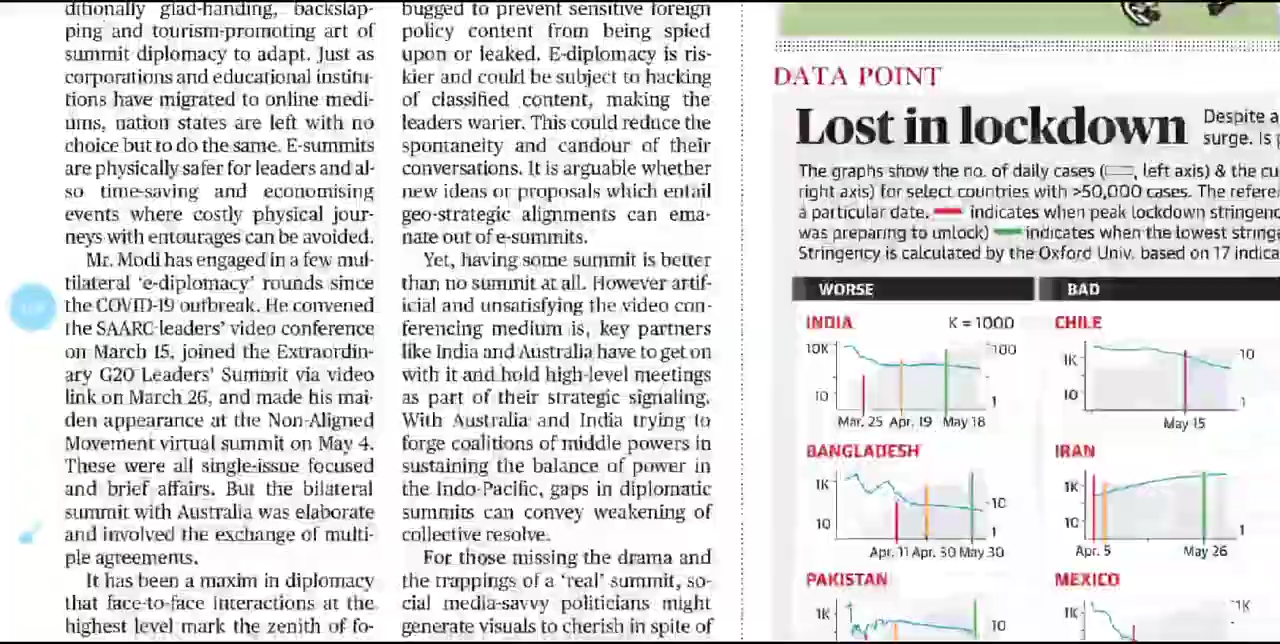 ditionally glad-handing, backslap-
ping and tourism-promoting art of
summit diplomacy to adapt. Just as
corporations and educational institu-
tions have migrated to online medi-
ums, nation states are left with no
choice but to do the same. E-summits
are physically safer for leaders and al-
so time-saving and economising
events where costly physical jour-
neys with entourages can be avoided.
Mr. Modi has engaged in a few mul-
tilateral ‘e-diplomacy’ rounds since
the COVID-19 outbreak. He convened
the SAARC leaders’ video conference
on March 15, joined the Extraordin-
ary G20 Leaders’ Summit via video
link on March 26, and made his mai-
den appearance at the Non-Aligned
Movement virtual summit on May 4.
These were all single-issue focused
and brief affairs. But the bilateral
summit with Australia was elaborate
and involved the exchange of multi-
ple agreements.
It has been a maxim in diplomacy
that face-to-face interactions at the
highest level mark the zenith of fo-
bugged to prevent sensitive foreign
policy content from being spied
upon or leaked. E-diplomacy is ris-
kier and could be subject to hacking
of classified content, making the
leaders warier. This could reduce the
spontaneity and candour of their
conversations. It is arguable whether
new ideas or proposals which entail
geo-strategic alignments can ema-
nate out of e-summits.
Yet, having some summit is better
than no summit at all. However artif-
icial and unsatisfying the video con-
ferencing medium is, key partners
like India and Australia have to get on
with it and hold high-level meetings
as part of their strategic signaling.
With Australia and India trying to
forge coalitions of middle powers in
sustaining the balance of power in
the Indo-Pacific, gaps in diplomatic
summits can convey weakening of
collective resolve.
For those missing the drama and
the trappings of a ‘real’ summit, so-
cial media-savvy politicians might
generate visuals to cherish in spite of
DATA POINT
Lost in lockdown
Despite a
surge. Is
The graphs show the no. of daily cases ( , left axis) & the cu
right axis) for select countries with >50,000 cases. The refere
a particular date. indicates when peak lockdown stringenc
was preparing to unlock) indicates when the lowest stringe
Stringency is calculated by the Oxford Univ. based on 17 indica
WORSE
BAD
INDIA K = 1000
10K 100
10 1
Mar. 25 Apr. 19 May 18
CHILE
1K 10
10 1
May 15
BANGLADESH
1K 10
10 1
Apr. 11 Apr. 30 May 30
IRAN
1K
10 1
Apr. 5 May 26
PAKISTAN
1K 10
MEXICO
1K 1K